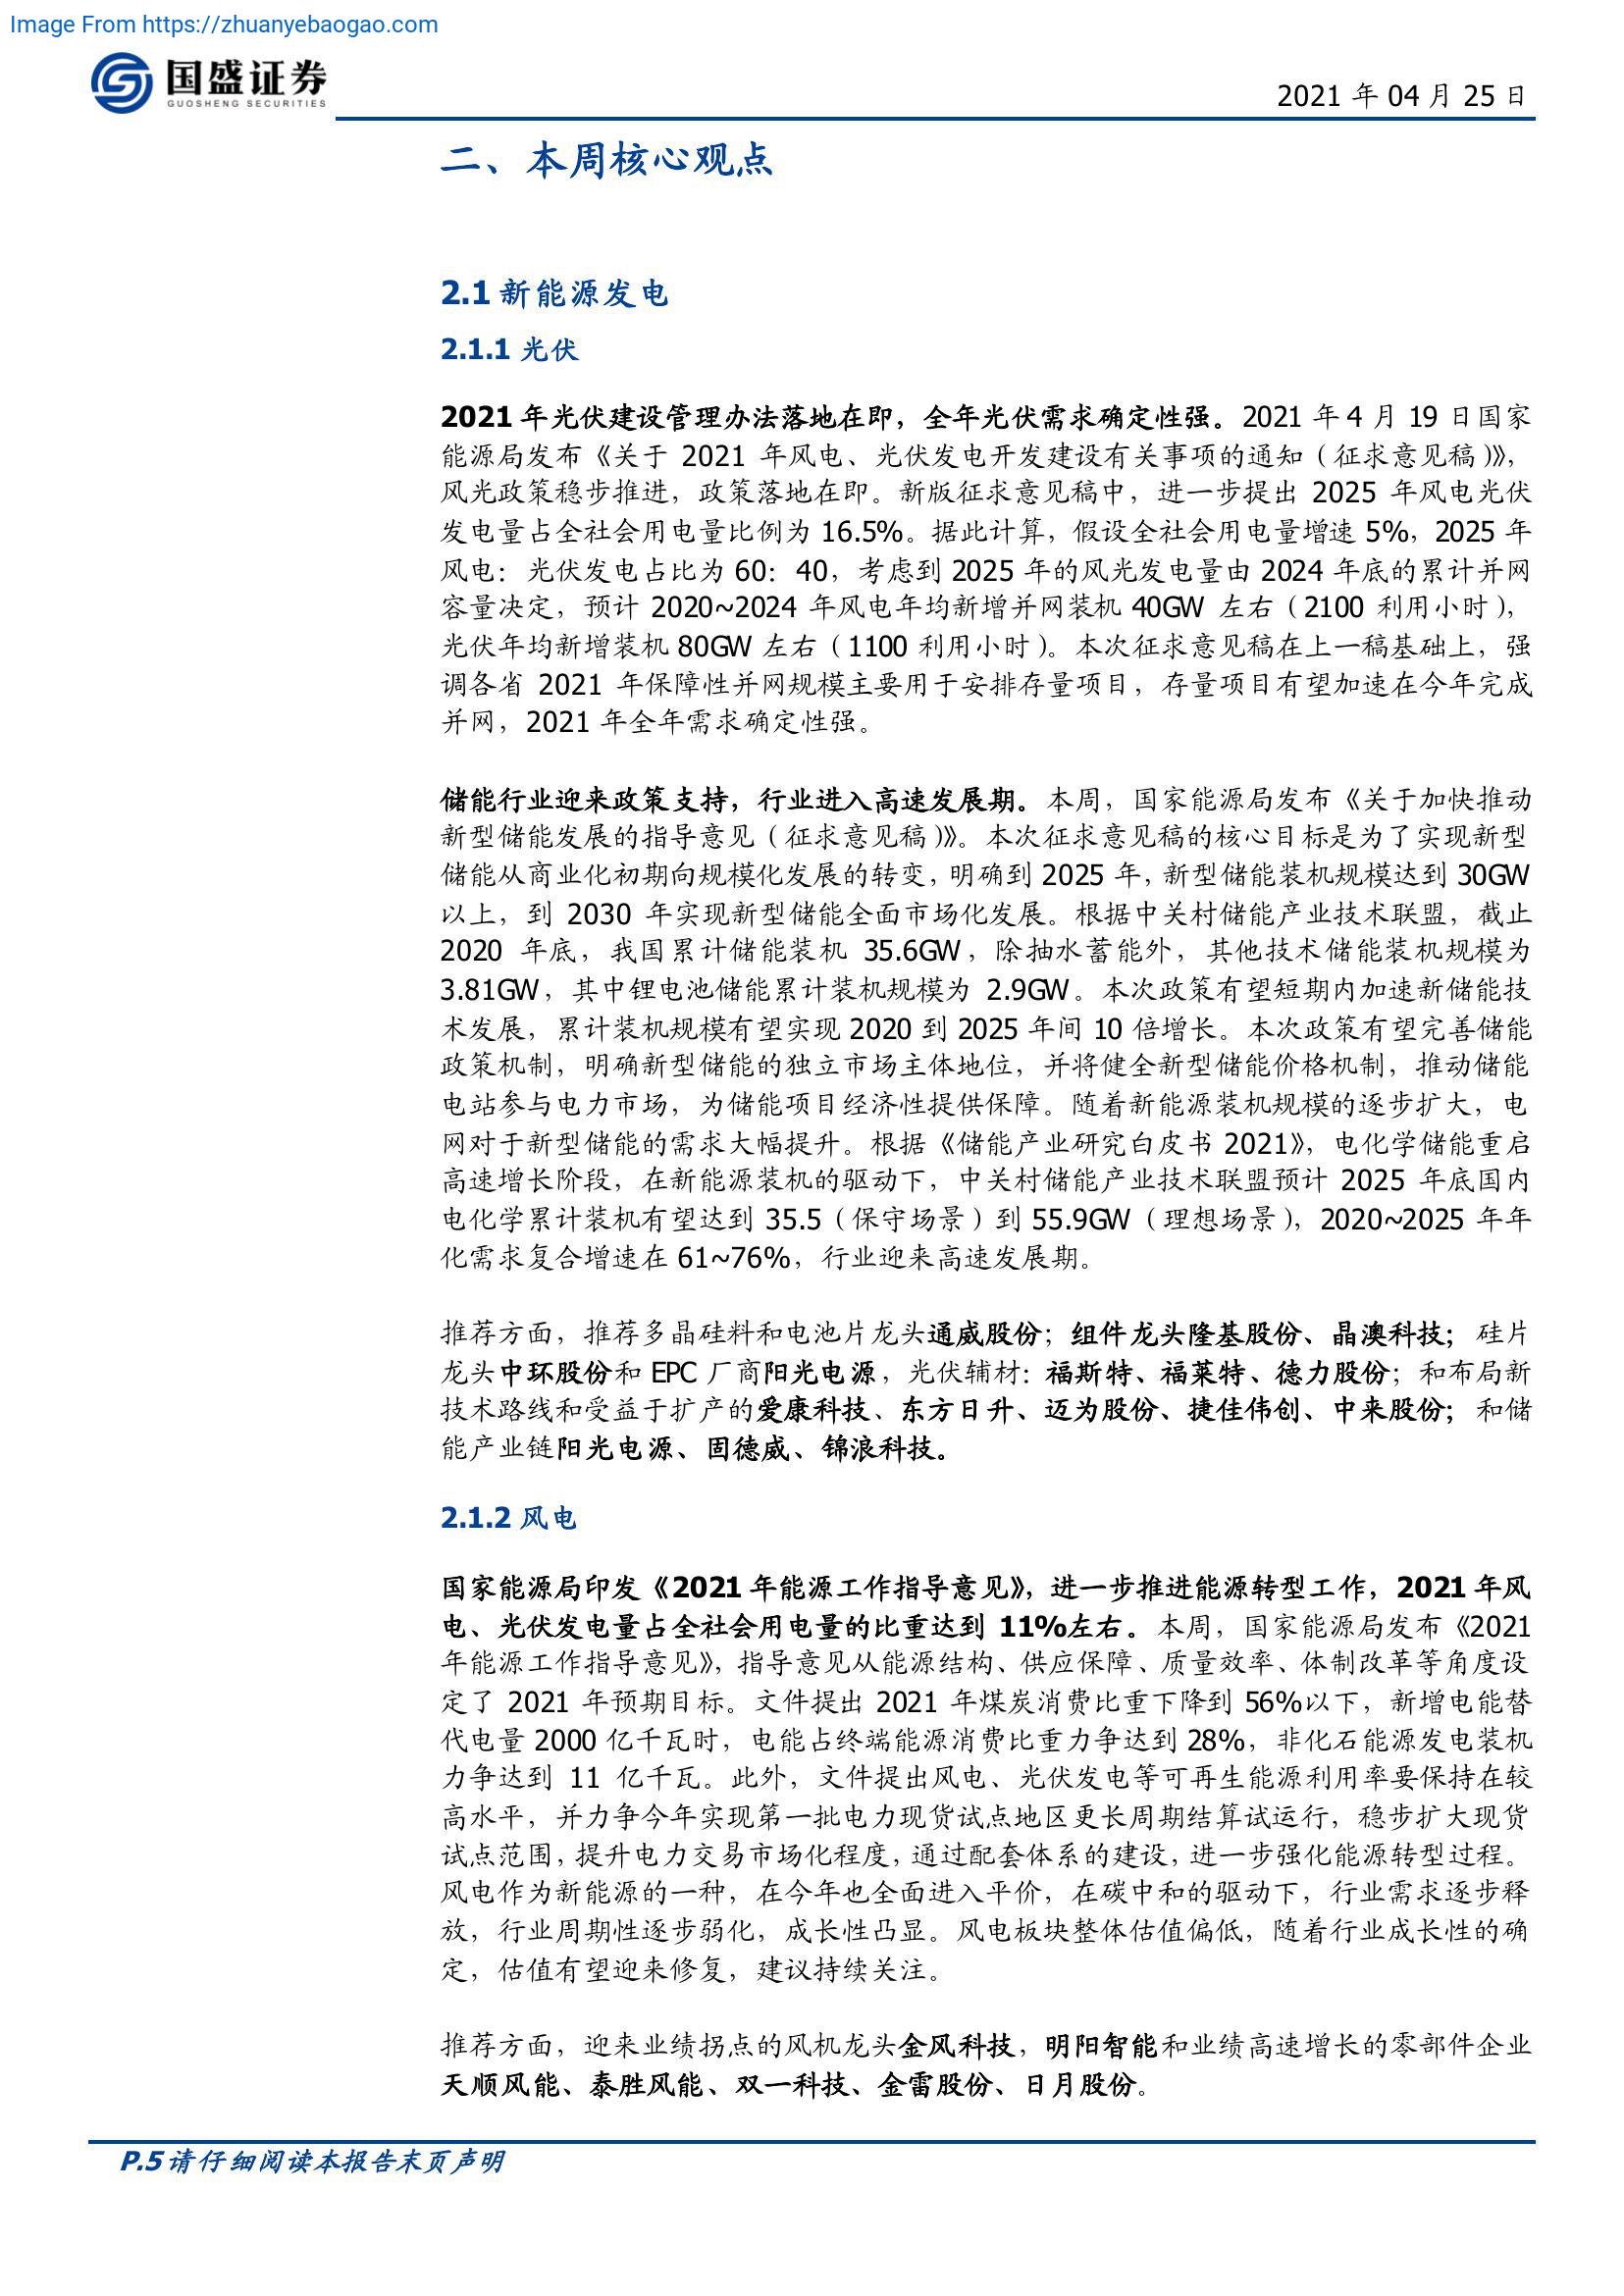 Image From https://zhuanyebaogao.com
国盛证券
GUOSHENG SECURITIES
2021 年 04 月 25 日
二、本周核心观点
2.1 新能源发电
2.1.1 光伏
2021 年光伏建设管理办法落地在即，全年光伏需求确定性强。2021 年 4 月 19 日国家
能源局发布《关于 2021 年风电、光伏发电开发建设有关事项的通知（征求意见稿）》，
风光政策稳步推进，政策落地在即。新版征求意见稿中，进一步提出 2025 年风电光伏
发电量占全社会用电量比例为 16.5%。据此计算，假设全社会用电量增速 5%，2025 年
风电：光伏发电占比为 60：40，考虑到 2025 年的风光发电量由 2024 年底的累计并网
容量决定，预计 2020~2024 年风电年均新增并网装机 40GW 左右（2100 利用小时），
光伏年均新增装机 80GW 左右（1100 利用小时）。本次征求意见稿在上一稿基础上，强
调各省 2021 年保障性并网规模主要用于安排存量项目，存量项目有望加速在今年完成
并网，2021 年全年需求确定性强。
储能行业迎来政策支持，行业进入高速发展期。本周，国家能源局发布《关于加快推动
新型储能发展的指导意见（征求意见稿）》。本次征求意见稿的核心目标是为了实现新型
储能从商业化初期向规模化发展的转变，明确到 2025 年，新型储能装机规模达到 30GW
以上，到 2030 年实现新型储能全面市场化发展。根据中关村储能产业技术联盟，截止
2020 年底，我国累计储能装机 35.6GW，除抽水蓄能外，其他技术储能装机规模为
3.81GW，其中锂电池储能累计装机规模为 2.9GW。本次政策有望短期内加速新储能技
术发展，累计装机规模有望实现 2020 到 2025 年间 10 倍增长。本次政策有望完善储能
政策机制，明确新型储能的独立市场主体地位，并将健全新型储能价格机制，推动储能
电站参与电力市场，为储能项目经济性提供保障。随着新能源装机规模的逐步扩大，电
网对于新型储能的需求大幅提升。根据《储能产业研究白皮书 2021》，电化学储能重启
高速增长阶段，在新能源装机的驱动下，中关村储能产业技术联盟预计 2025 年底国内
电化学累计装机有望达到 35.5（保守场景）到 55.9GW（理想场景），2020~2025 年年
化需求复合增速在 61~76%，行业迎来高速发展期。
推荐方面，推荐多晶硅料和电池片龙头通威股份；组件龙头隆基股份、晶澳科技；硅片
龙头中环股份和 EPC 厂商阳光电源，光伏辅材：福斯特、福莱特、德力股份；和布局新
技术路线和受益于扩产的爱康科技、东方日升、迈为股份、捷佳伟创、中来股份；和储
能产业链阳光电源、固德威、锦浪科技。
2.1.2 风电
国家能源局印发《2021 年能源工作指导意见》，进一步推进能源转型工作，2021 年风
电、光伏发电量占全社会用电量的比重达到 11%左右。本周，国家能源局发布《2021
年能源工作指导意见》，指导意见从能源结构、供应保障、质量效率、体制改革等角度设
定了 2021 年预期目标。文件提出 2021 年煤炭消费比重下降到 56%以下，新增电能替
代电量 2000 亿千瓦时，电能占终端能源消费比重力争达到 28%，非化石能源发电装机
力争达到 11 亿千瓦。此外，文件提出风电、光伏发电等可再生能源利用率要保持在较
高水平，并力争今年实现第一批电力现货试点地区更长周期结算试运行，稳步扩大现货
试点范围，提升电力交易市场化程度，通过配套体系的建设，进一步强化能源转型过程。
风电作为新能源的一种，在今年也全面进入平价，在碳中和的驱动下，行业需求逐步释
放，行业周期性逐步弱化，成长性凸显。风电板块整体估值偏低，随着行业成长性的确
定，估值有望迎来修复，建议持续关注。
推荐方面，迎来业绩拐点的风机龙头金风科技，明阳智能和业绩高速增长的零部件企业
天顺风能、泰胜风能、双一科技、金雷股份、日月股份。
P.5 请仔细阅读本报告末页声明